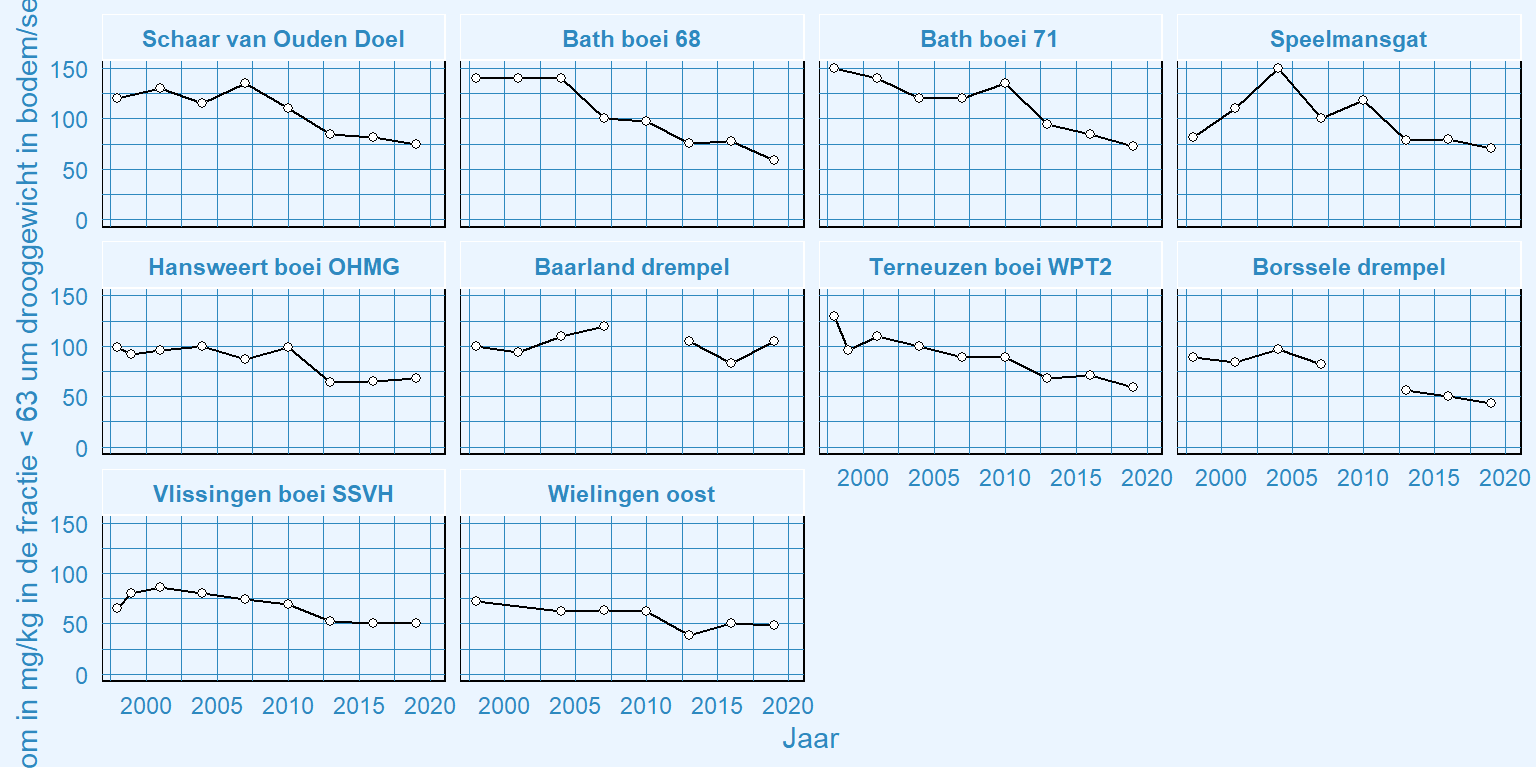 om in mg/kg in de fractie < 63 um drooggewicht in bodem/se
Schaar van Ouden Doel
Bath boei 68
Bath boei 71
Speelmansgat
150
100
50
0
Hansweert boei OHMG
Baarland drempel
Terneuzen boei WPT2
Borssele drempel
150
100
50
0
2000 2005 2010 2015 2020
2000 2005 2010 2015 2020
Vlissingen boei SSVH
Wielingen oost
150
100
50
0
2000 2005 2010 2015 2020
2000 2005 2010 2015 2020
Jaar